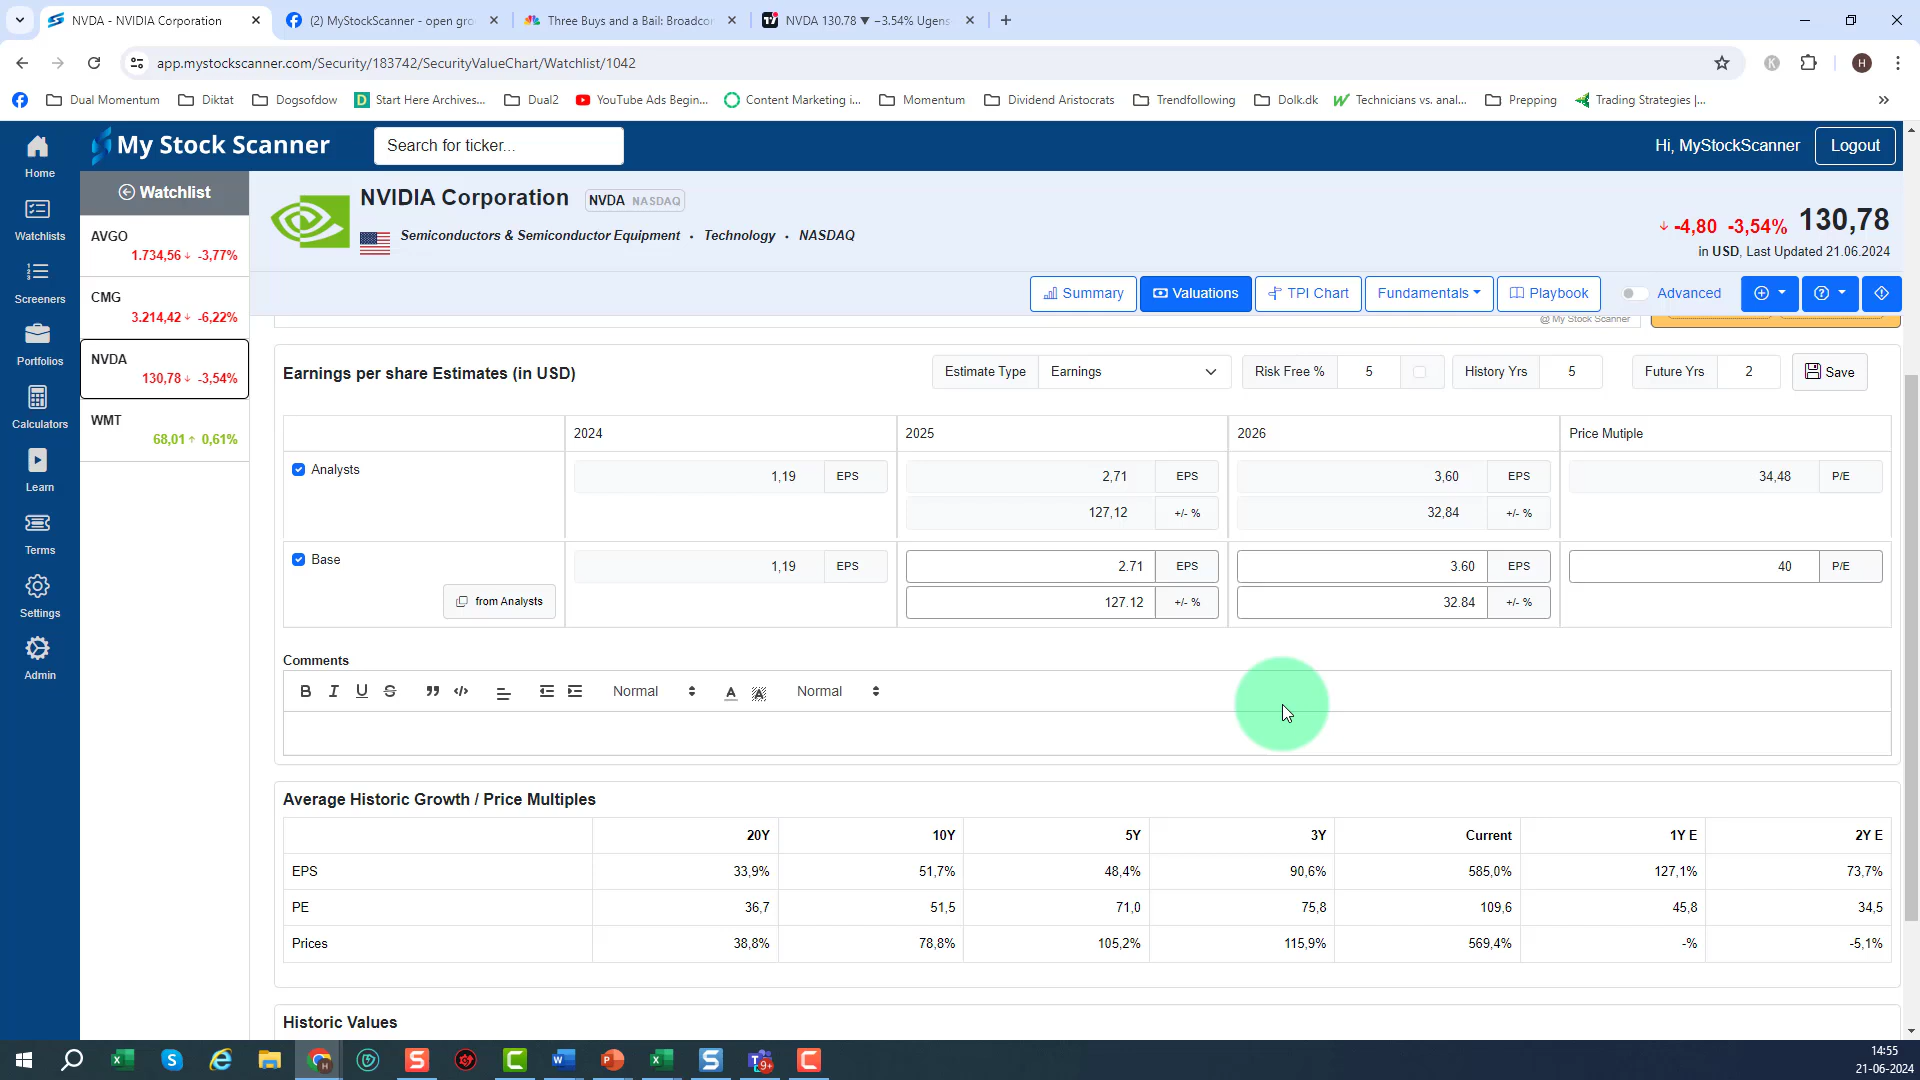 NVDA - NVIDIA Corporation
(2) MyStockScanner - open gro
Three Buys and a Bail: Broadcor
NVDA 130.78 ▼ −3.54% Ugens
app.mystockscanner.com/Security/183742/SecurityValueChart/Watchlist/1042
K
H
Dual Momentum
Diktat
Dogsofdow
Start Here Archives...
Dual2
YouTube Ads Begin...
Content Marketing i...
Momentum
Dividend Aristocrats
Trendfollowing
Dolk.dk
Technicians vs. anal...
Prepping
Trading Strategies |...
Home
Watchlists
Screeners
Portfolios
Calculators
Learn
Terms
Settings
Admin
My Stock Scanner
Search for ticker...
Hi, MyStockScanner
Logout
Watchlist
AVGO
1.734,56 ↓ -3,77%
CMG
3.214,42 ↓ -6,22%
NVDA
130,78 ↓ -3,54%
WMT
68,01 ↑ 0,61%
NVIDIA Corporation NVDA NASDAQ
Semiconductors & Semiconductor Equipment • Technology • NASDAQ
↓ -4,80 -3,54% 130,78
in USD, Last Updated 21.06.2024
Summary
Valuations
TPI Chart
Fundamentals
Playbook
Advanced
@ My Stock Scanner
Earnings per share Estimates (in USD)
Estimate Type Earnings
Risk Free % 5
History Yrs 5
Future Yrs 2
Save
2024 2025 2026 Price Mutiple
Analysts 1,19 EPS 2,71 EPS 3,60 EPS 34,48 P/E
127,12 +/- % 32,84 +/- %
Base 1,19 EPS 2.71 EPS 3.60 EPS 40 P/E
from Analysts 127.12 +/- % 32.84 +/- %
Comments
B I U S Normal A A Normal
Average Historic Growth / Price Multiples
20Y 10Y 5Y 3Y Current 1Y E 2Y E
EPS 33,9% 51,7% 48,4% 90,6% 585,0% 127,1% 73,7%
PE 36,7 51,5 71,0 75,8 109,6 45,8 34,5
Prices 38,8% 78,8% 105,2% 115,9% 569,4% -% -5,1%
Historic Values
9+
14:55
21-06-2024